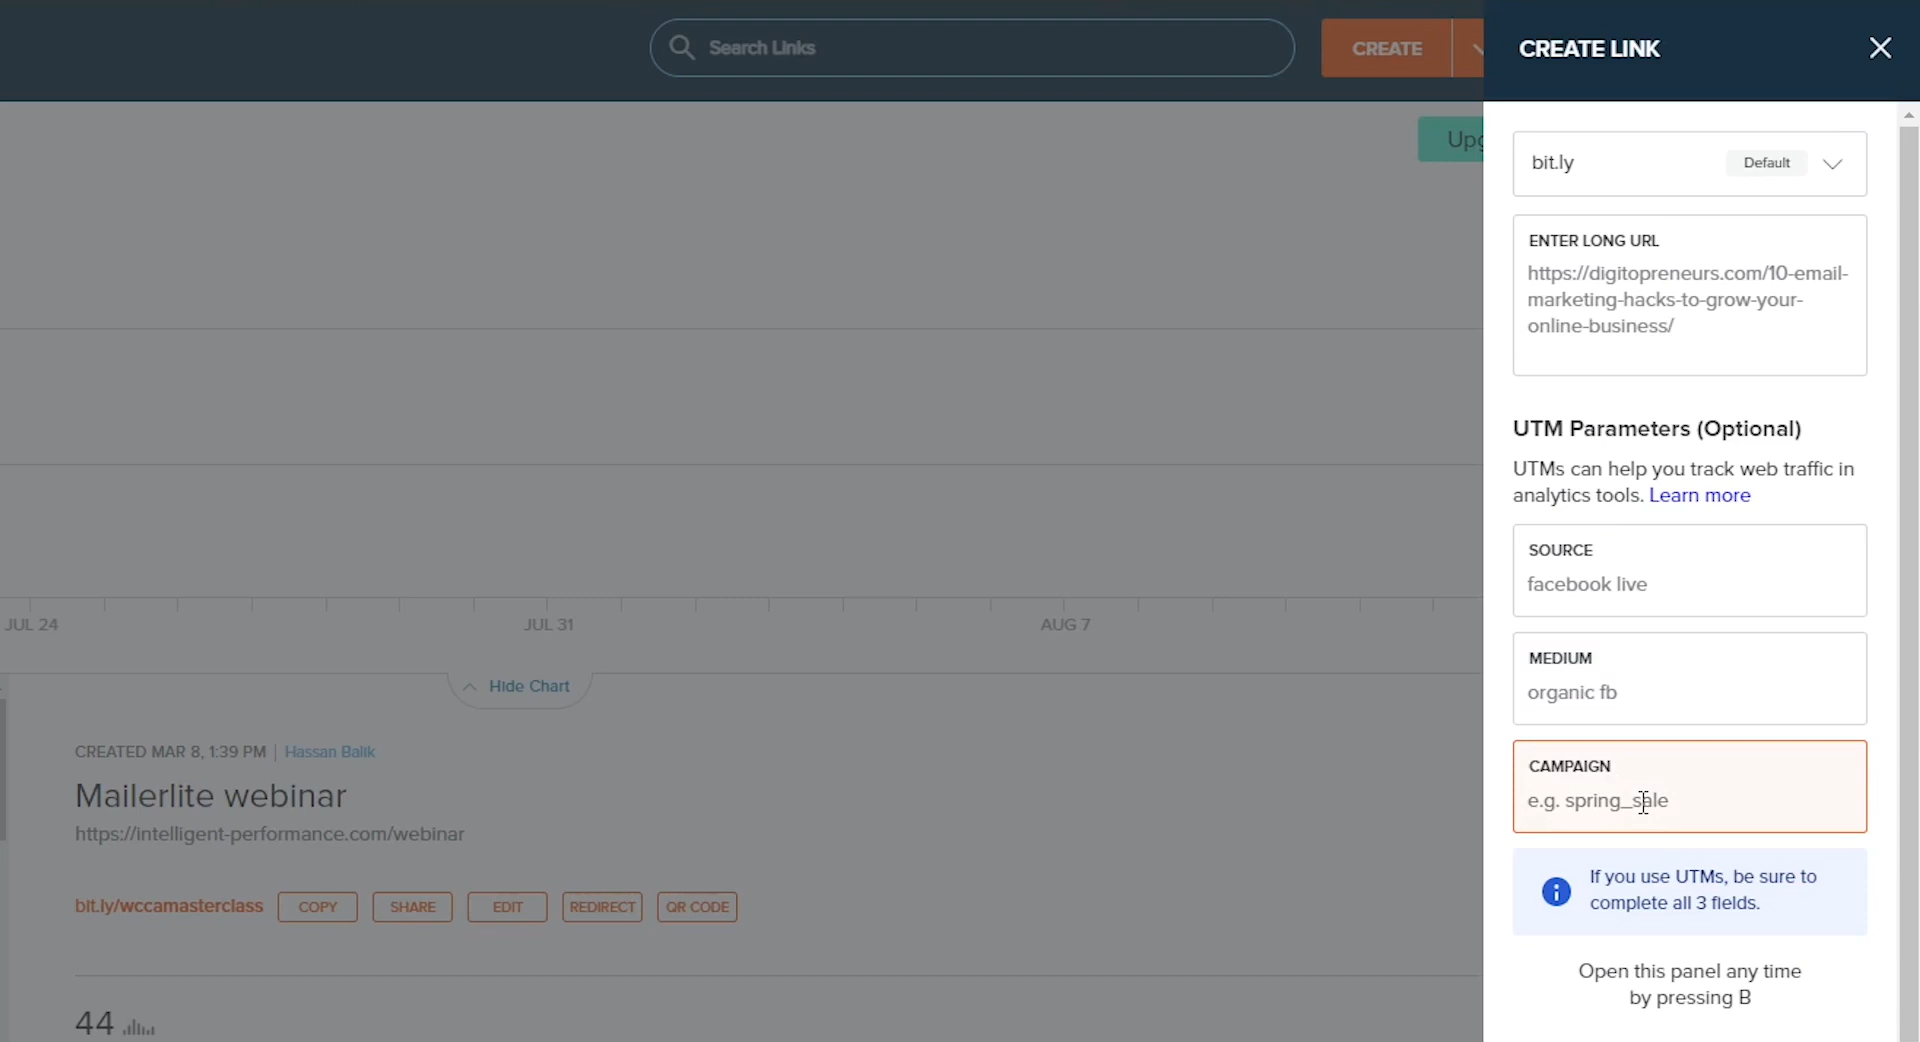 Search Links
CREATE
CREATE LINK
Upg
bit.ly
Default
ENTER LONG URL
https://digitopreneurs.com/10-email-
marketing-hacks-to-grow-your-
online-business/
UTM Parameters (Optional)
UTMs can help you track web traffic in
analytics tools. Learn more
SOURCE
facebook live
MEDIUM
organic fb
CAMPAIGN
e.g. spring_sale
If you use UTMs, be sure to
complete all 3 fields.
Open this panel any time
by pressing B
JUL 24
JUL 31
AUG 7
Hide Chart
CREATED MAR 8, 1:39 PM | Hassan Balik
Mailerlite webinar
https://intelligent-performance.com/webinar
bit.ly/wccamasterclass
COPY
SHARE
EDIT
REDIRECT
QR CODE
44